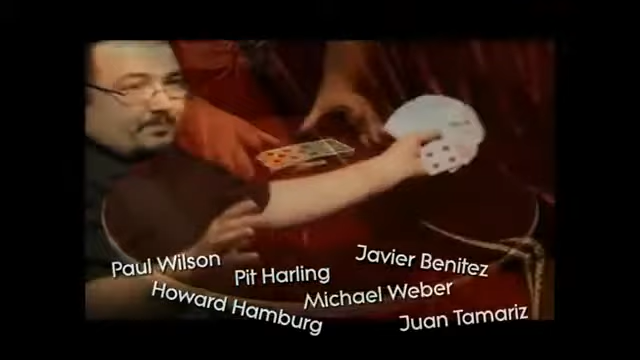 Paul Wilson
Pit Harling
Javier Benitez
Howard Hamburg
Michael Weber
Juan Tamariz